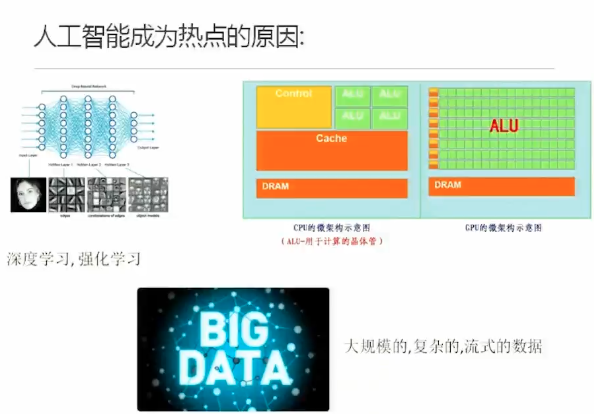 人工智能成为热点的原因:
Deep Neural Network
Input Layer
Hidden Layer 1
Hidden Layer 2
Hidden Layer 3
Output Layer
edges
combinations of edges
object models
深度学习, 强化学习
Control
ALU
ALU
ALU
ALU
Cache
DRAM
CPU的微架构示意图
(ALU-用于计算的晶体管)
ALU
DRAM
GPU的微架构示意图
BIG
DATA
大规模的,复杂的,流式的数据